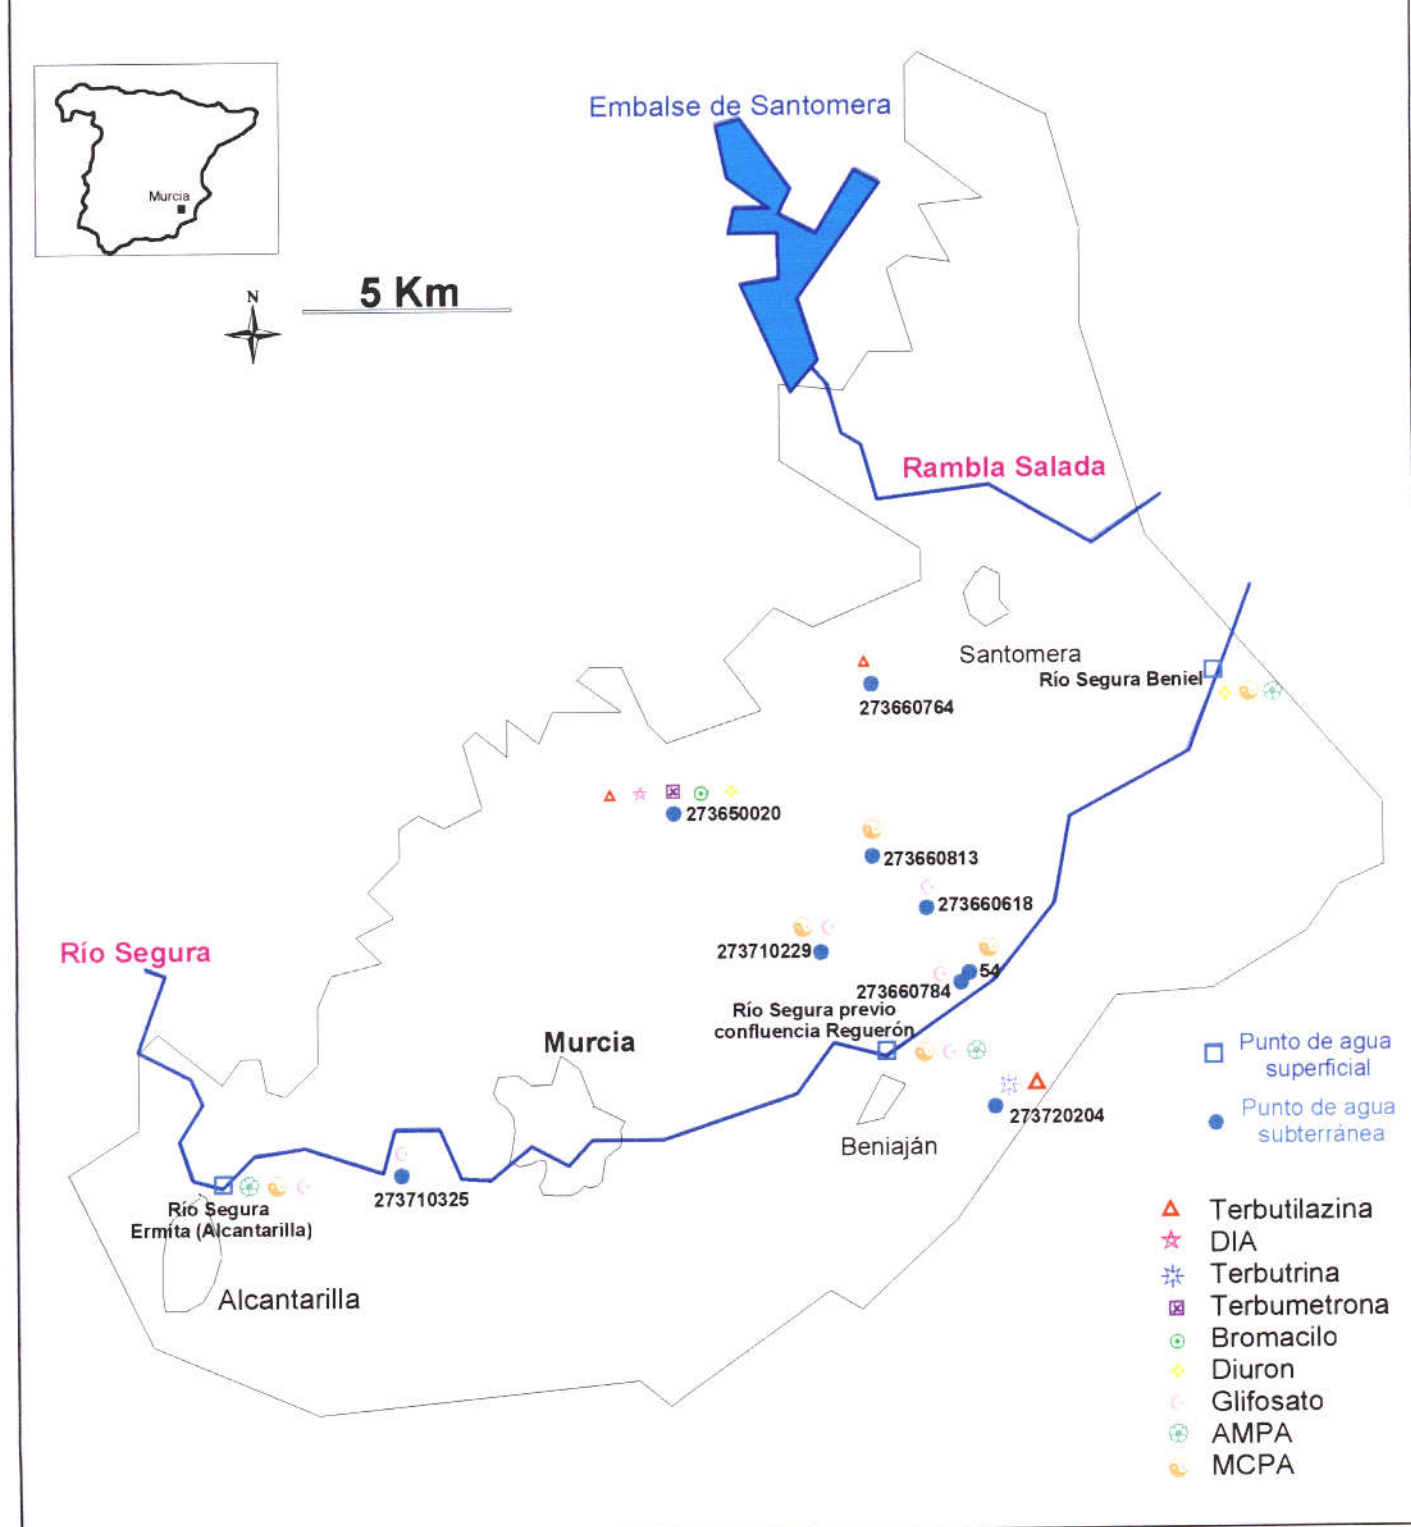 Embalse de Santomera
Murcia
N
5 Km
Rambla Salada
Santomera
Río Segura Beniel
273660764
273650020
273660813
273660618
Río Segura
273710229
54
273660784
Río Segura previo
confluencia Reguerón
Murcia
Punto de agua
superficial
Punto de agua
subterránea
273720204
Beniaján
273710325
Río Segura
Ermita (Alcantarilla)
Alcantarilla
Terbutilazina
DIA
Terbutrina
Terbumetrona
Bromacilo
Diuron
Glifosato
AMPA
MCPA